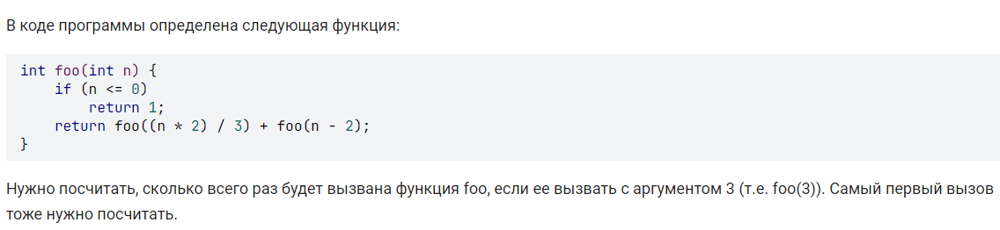 В коде программы определена следующая функция:
int foo(int n) {
    if (n <= 0)
        return 1;
    return foo((n * 2) / 3) + foo(n - 2);
}
Нужно посчитать, сколько всего раз будет вызвана функция foo, если ее вызвать с аргументом 3 (т.е. foo(3)). Самый первый вызов
тоже нужно посчитать.